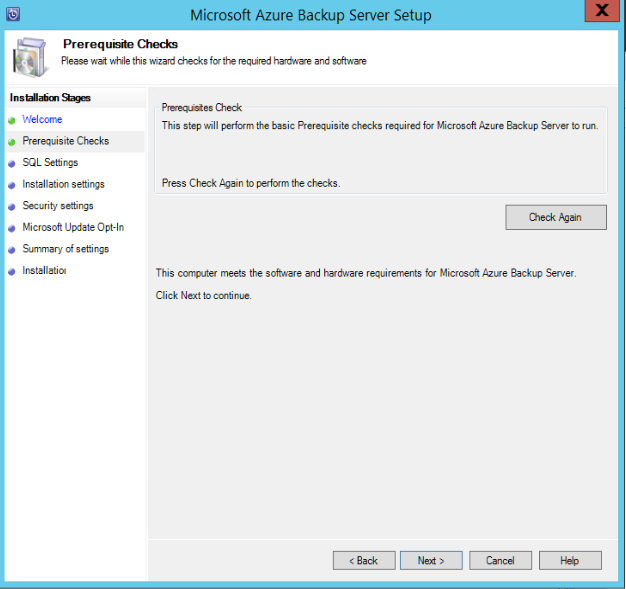 Microsoft Azure Backup Server Setup
X
Prerequisite Checks
Please wait while this wizard checks for the required hardware and software
Installation Stages
Welcome
Prerequisite Checks
SQL Settings
Installation settings
Security settings
Microsoft Update Opt-In
Summary of settings
Installation
Prerequisites Check
This step will perform the basic Prerequisite checks required for Microsoft Azure Backup Server to run.
Press Check Again to perform the checks.
Check Again
This computer meets the software and hardware requirements for Microsoft Azure Backup Server.
Click Next to continue.
< Back
Next >
Cancel
Help